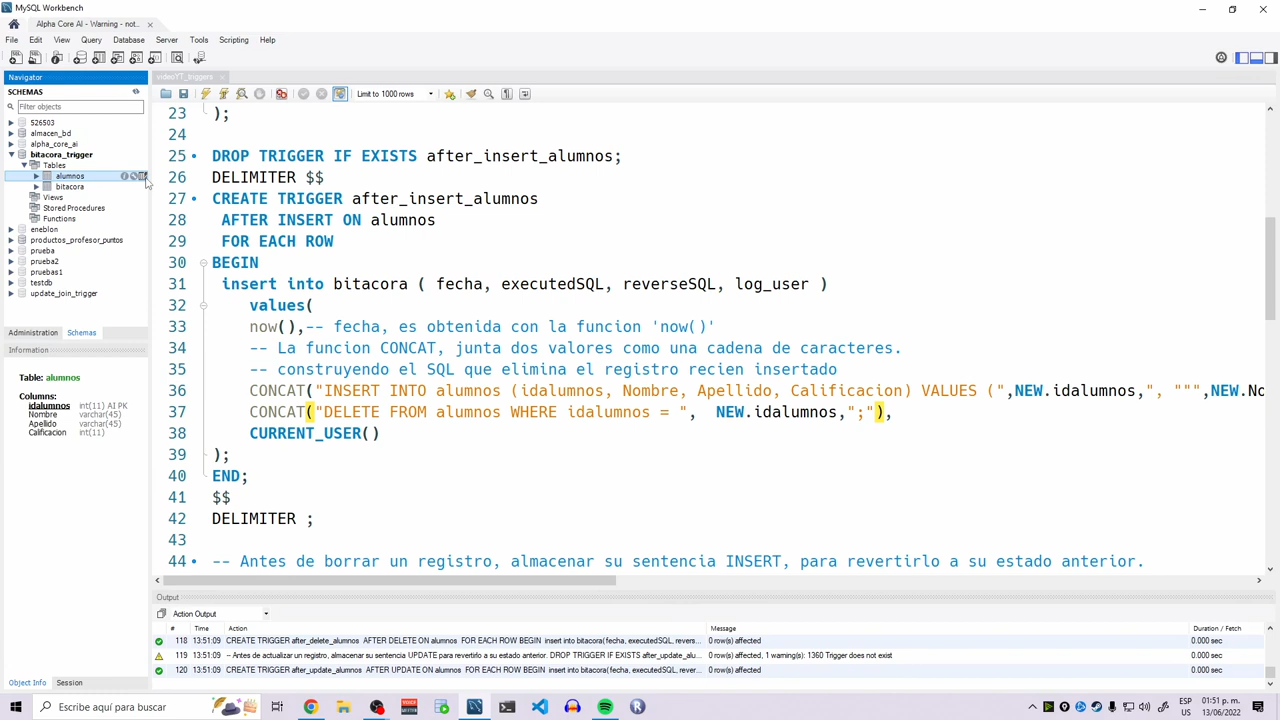 MySQL Workbench
Alpha Core AI - Warning - not...
File Edit View Query Database Server Tools Scripting Help
Navigator
SCHEMAS
Filter objects
526503
almacen_bd
alpha_core_ai
bitacora_trigger
Tables
alumnos
bitacora
Views
Stored Procedures
Functions
eneblon
productos_profesor_puntos
prueba
prueba2
pruebas1
testdb
update_join_trigger
Administration Schemas
Information
Table: alumnos
Columns:
idalumnos int(11) AI PK
Nombre varchar(45)
Apellido varchar(45)
Calificacion int(11)
Object Info Session
videoYT_triggers
Limit to 1000 rows
23 );
24
25 DROP TRIGGER IF EXISTS after_insert_alumnos;
26 DELIMITER $$
27 CREATE TRIGGER after_insert_alumnos
28 AFTER INSERT ON alumnos
29 FOR EACH ROW
30 BEGIN
31 insert into bitacora ( fecha, executedSQL, reverseSQL, log_user )
32 values(
33 now(),-- fecha, es obtenida con la funcion 'now()'
34 -- La funcion CONCAT, junta dos valores como una cadena de caracteres.
35 -- construyendo el SQL que elimina el registro recien insertado
36 CONCAT("INSERT INTO alumnos (idalumnos, Nombre, Apellido, Calificacion) VALUES (",NEW.idalumnos,", """,NEW.No
37 CONCAT("DELETE FROM alumnos WHERE idalumnos = ", NEW.idalumnos,";"),
38 CURRENT_USER()
39 );
40 END;
41 $$
42 DELIMITER ;
43
44 -- Antes de borrar un registro, almacenar su sentencia INSERT, para revertirlo a su estado anterior.
Output
Action Output
# Time Action Message Duration / Fetch
118 13:51:09 CREATE TRIGGER after_delete_alumnos AFTER DELETE ON alumnos FOR EACH ROW BEGIN insert into bitacora(fecha, executedSQL, revers... 0 row(s) affected 0.000 sec
119 13:51:09 -- Antes de actualizar un registro, almacenar su sentencia UPDATE para revertirlo a su estado anterior. DROP TRIGGER IF EXISTS after_update_alu... 0 row(s) affected, 1 warning(s): 1360 Trigger does not exist 0.000 sec
120 13:51:09 CREATE TRIGGER after_update_alumnos AFTER UPDATE ON alumnos FOR EACH ROW BEGIN insert into bitacora(fecha, executedSQL, revers... 0 row(s) affected 0.000 sec
Escribe aquí para buscar
ESP
US
01:51 p. m.
13/06/2022